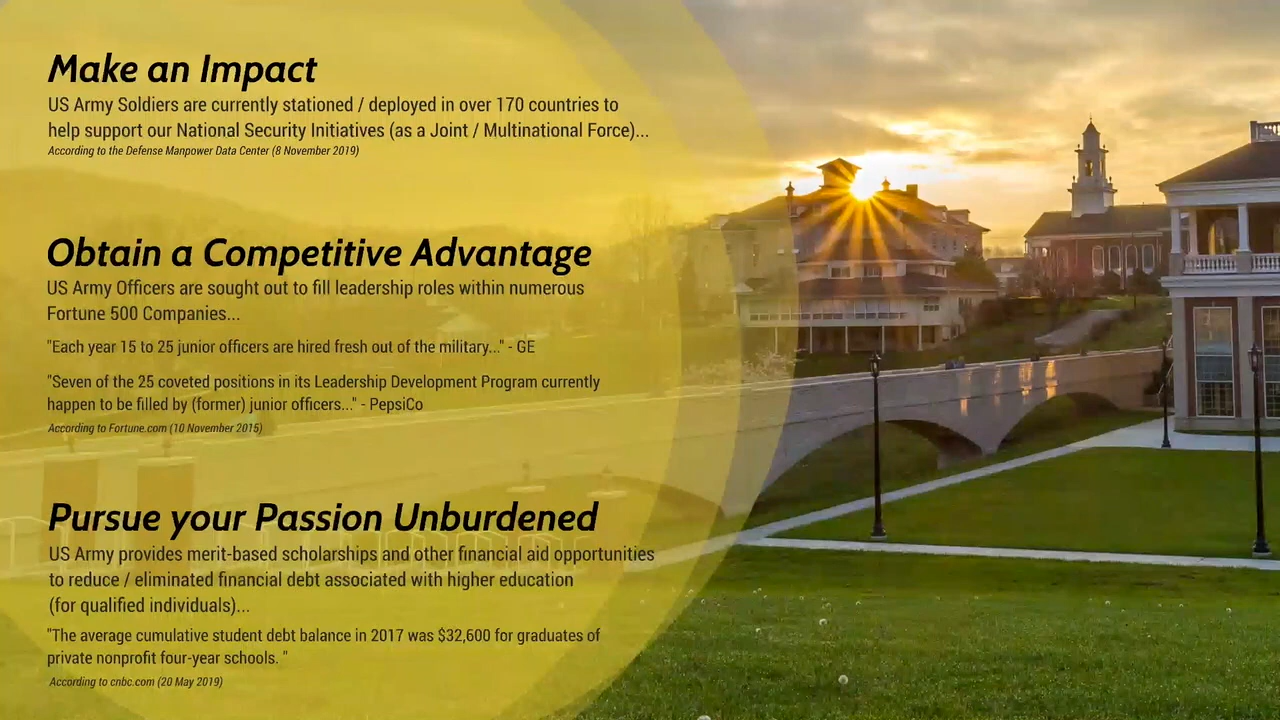 Make an Impact
US Army Soldiers are currently stationed / deployed in over 170 countries to
help support our National Security Initiatives (as a Joint / Multinational Force)...
According to the Defense Manpower Data Center (8 November 2019)
Obtain a Competitive Advantage
US Army Officers are sought out to fill leadership roles within numerous
Fortune 500 Companies...
"Each year 15 to 25 junior officers are hired fresh out of the military..." - GE
"Seven of the 25 coveted positions in its Leadership Development Program currently
happen to be filled by (former) junior officers..." - PepsiCo
According to Fortune.com (10 November 2015)
Pursue your Passion Unburdened
US Army provides merit-based scholarships and other financial aid opportunities
to reduce / eliminated financial debt associated with higher education
(for qualified individuals)...
"The average cumulative student debt balance in 2017 was $32,600 for graduates of
private nonprofit four-year schools. "
According to cnbc.com (20 May 2019)